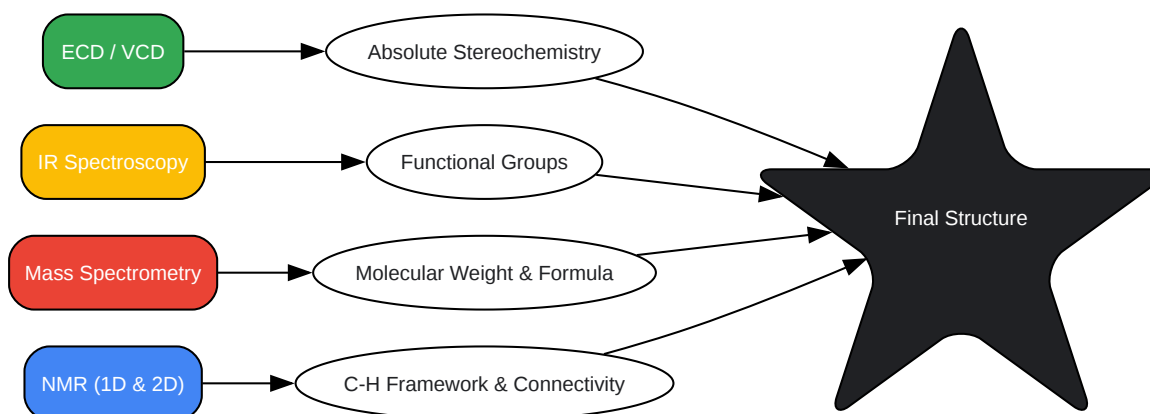 ECD / VCD
Absolute Stereochemistry
IR Spectroscopy
Functional Groups
Final Structure
Mass Spectrometry
Molecular Weight & Formula
NMR (1D & 2D)
C-H Framework & Connectivity